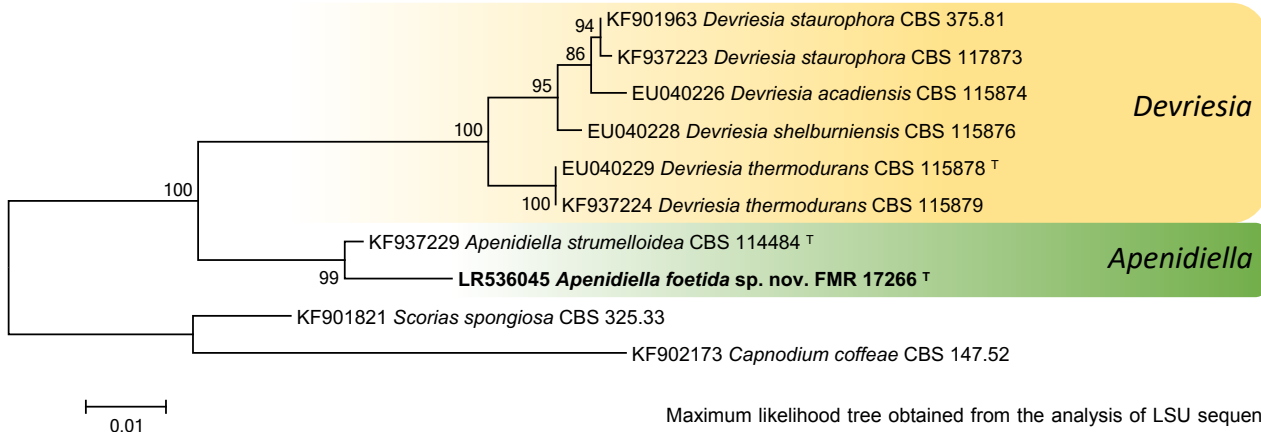 94
KF901963 Devriesia staurophora CBS 375.81
KF937223 Devriesia staurophora CBS 117873
86
EU040226 Devriesia acadiensis CBS 115874
95
EU040228 Devriesia shelburniensis CBS 115876
Devriesia
100
EU040229 Devriesia thermodurans CBS 115878 T
100
KF937224 Devriesia thermodurans CBS 115879
100
KF937229 Apenidiella strumelloidea CBS 114484 T
99
LR536045 Apenidiella foetida sp. nov. FMR 17266 T
Apenidiella
KF901821 Scorias spongiosa CBS 325.33
KF902173 Capnodium coffeae CBS 147.52
0.01
Maximum likelihood tree obtained from the analysis of LSU sequen